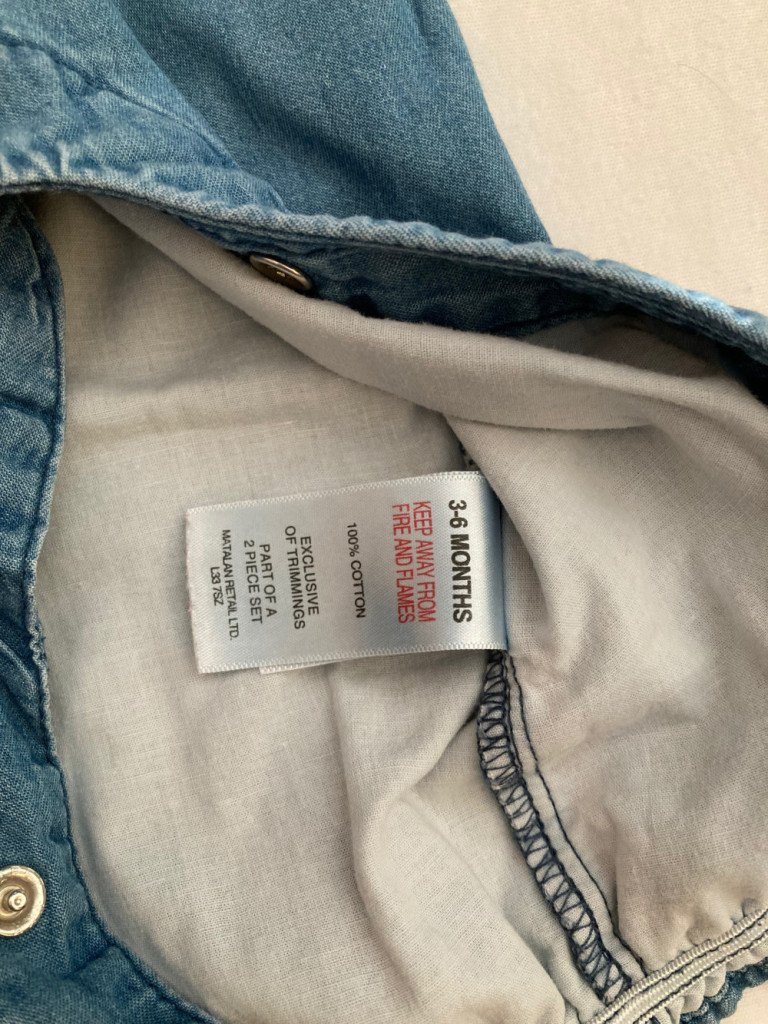 3-6 MONTHS
KEEP AWAY FROM
FIRE AND FLAMES
100% COTTON
EXCLUSIVE
OF TRIMMINGS
PART OF A
2 PIECE SET
MATALAN RETAIL LTD.
L33 7SZ